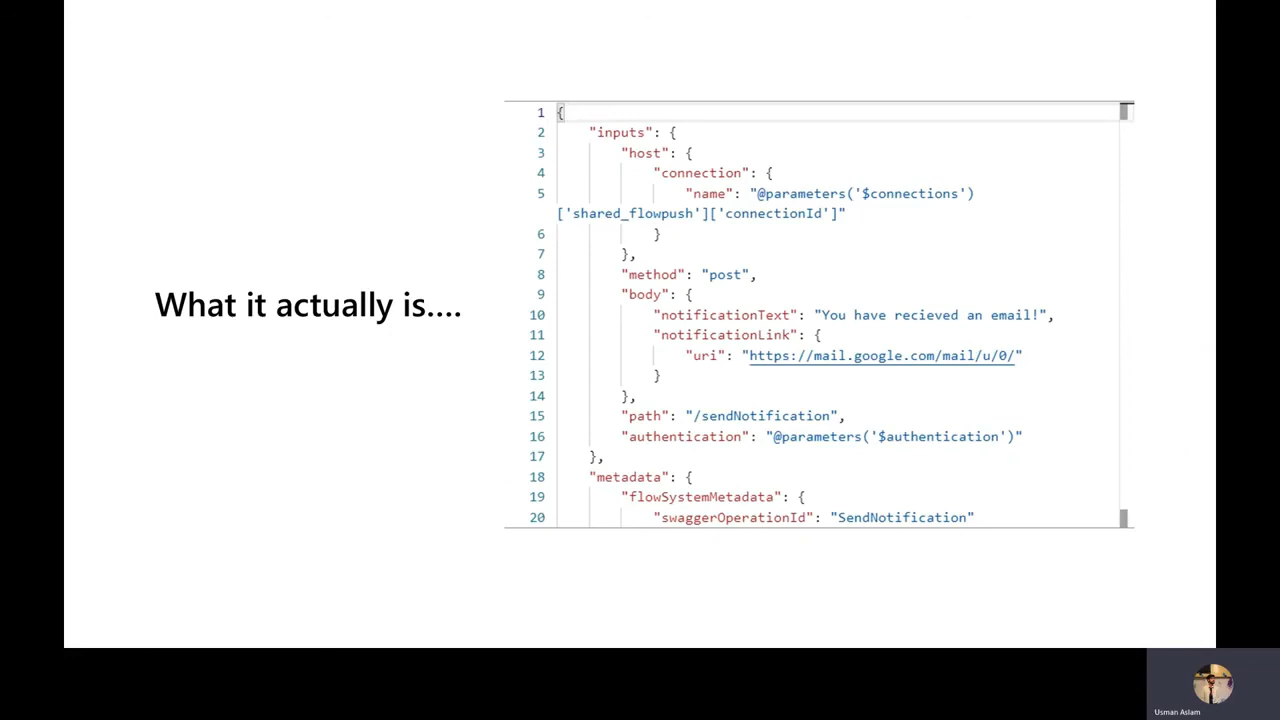 What it actually is....
1 {
2 "inputs": {
3 "host": {
4 "connection": {
5 "name": "@parameters('$connections')
['shared_flowpush']['connectionId']"
6 }
7 },
8 "method": "post",
9 "body": {
10 "notificationText": "You have recieved an email!",
11 "notificationLink": {
12 "uri": "https://mail.google.com/mail/u/0/"
13 }
14 },
15 "path": "/sendNotification",
16 "authentication": "@parameters('$authentication')"
17 },
18 "metadata": {
19 "flowSystemMetadata": {
20 "swaggerOperationId": "SendNotification"
Usman Aslam